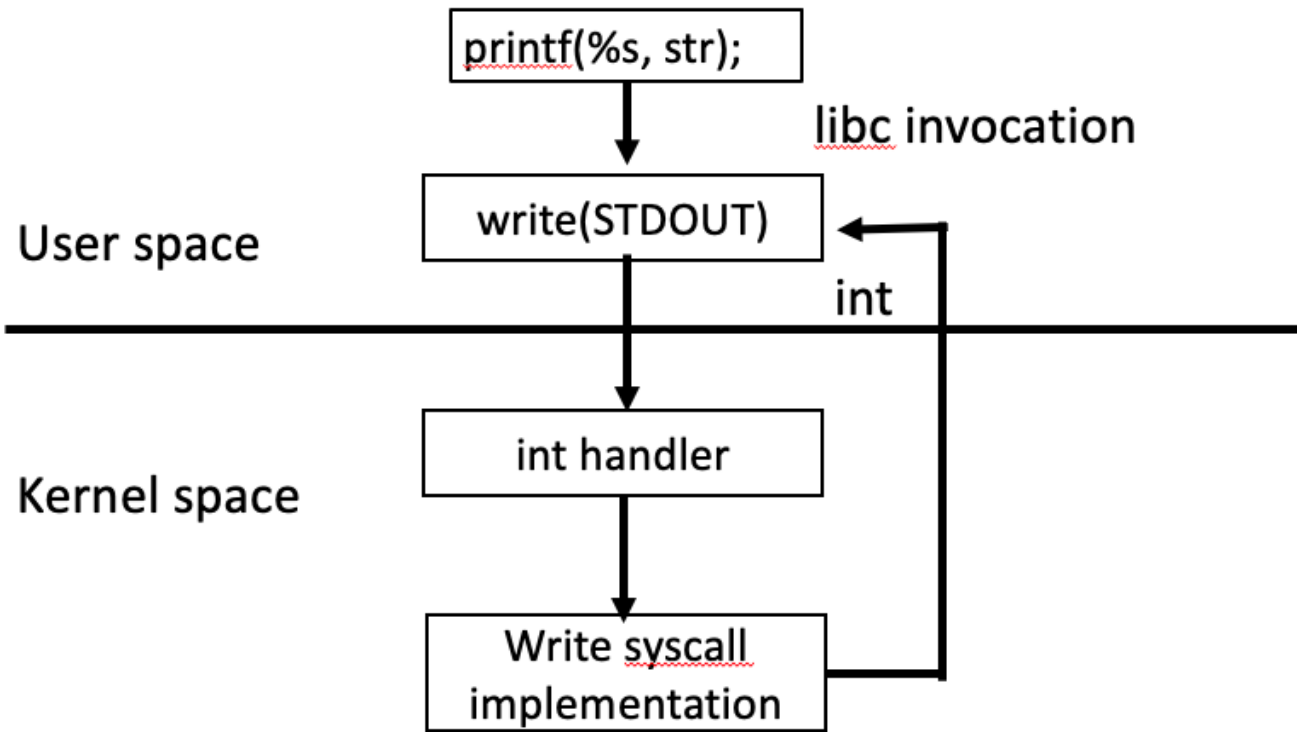 printf(%s, str);
libc invocation
write(STDOUT)
User space
int
int handler
Kernel space
Write syscall
implementation